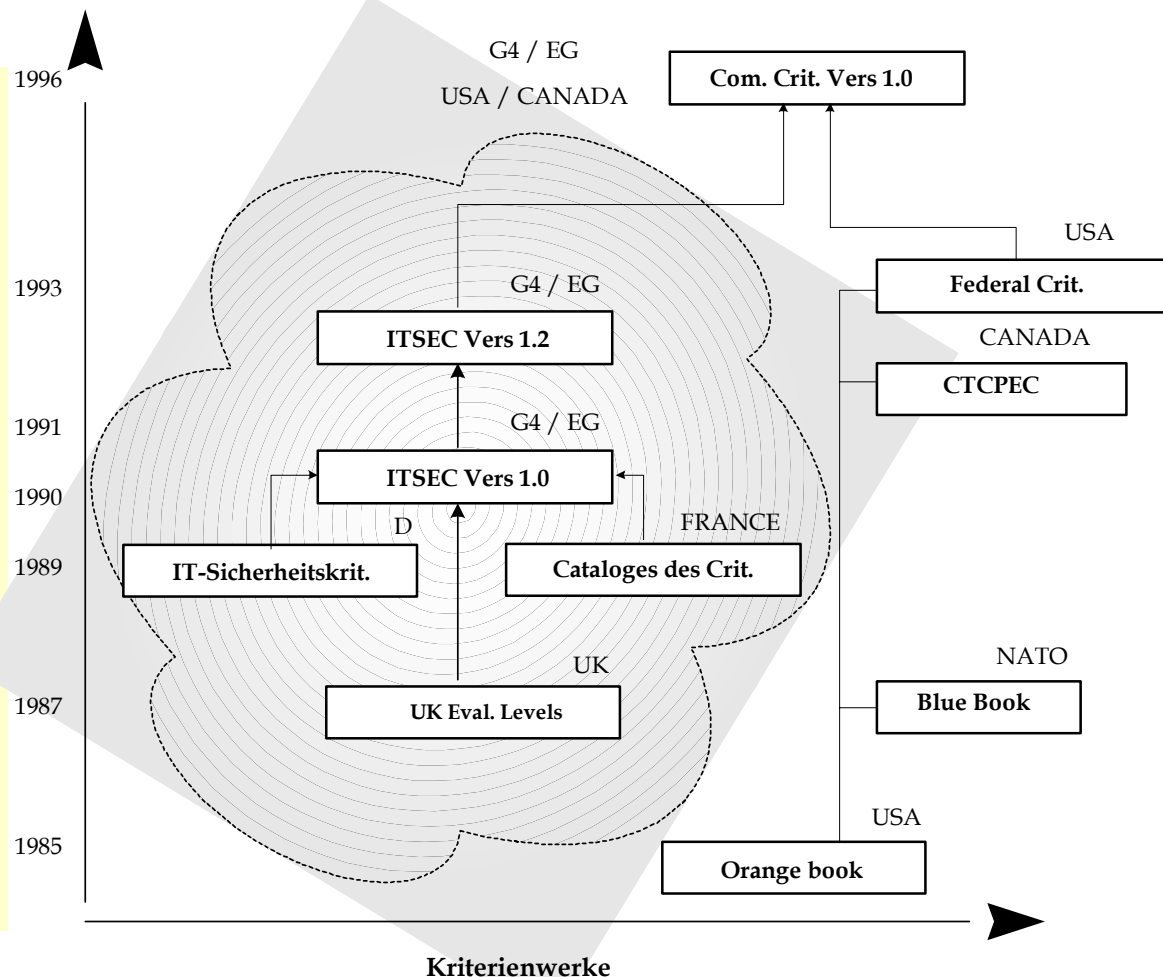 G4 / EG
1996
Com. Crit. Vers 1.0
USA / CANADA
USA
1993
G4 / EG
Federal Crit.
ITSEC Vers 1.2
CANADA
CTCPEC
1991
G4 / EG
ITSEC Vers 1.0
1990
D
FRANCE
1989
IT-Sicherheitskrit.
Cataloges des Crit.
UK
NATO
1987
UK Eval. Levels
Blue Book
USA
1985
Orange book
Kriterienwerke